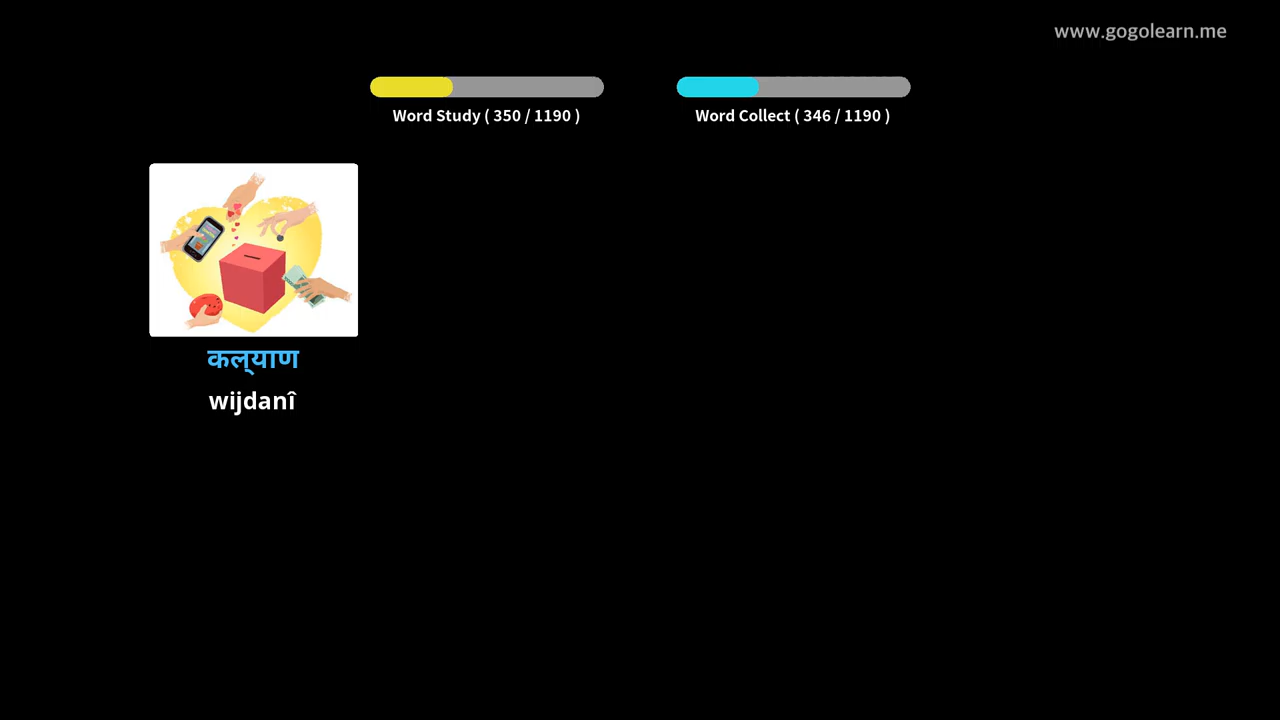 www.gogolearn.me
Word Study ( 350 / 1190 )
Word Collect ( 346 / 1190 )
कल्याण
wijdanî